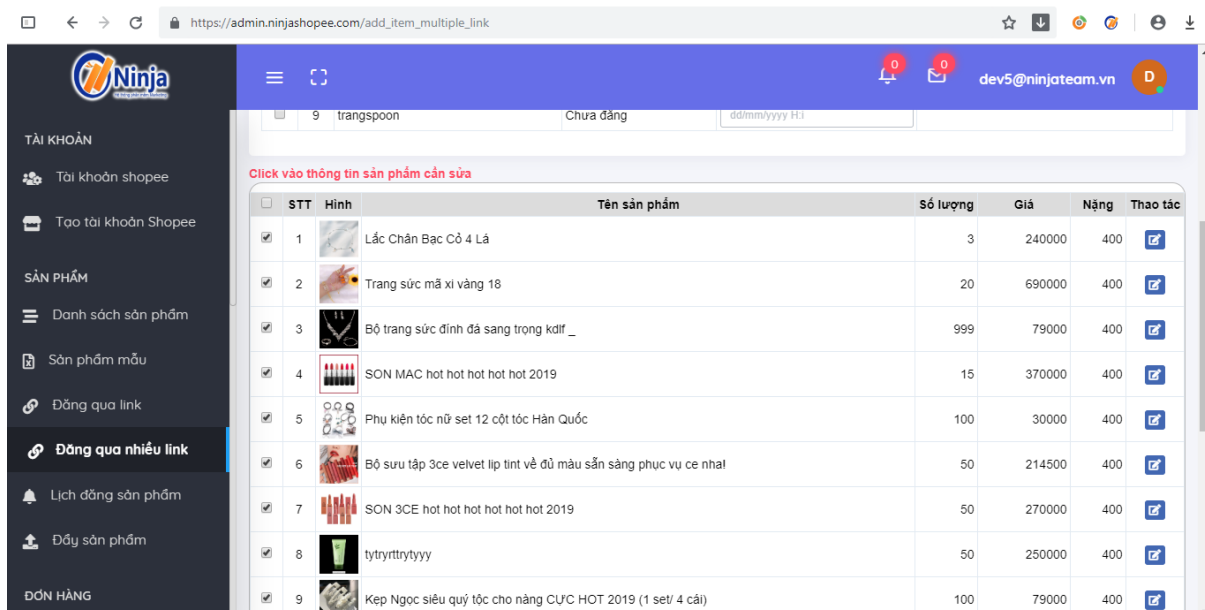 https://admin.ninjashopee.com/add_item_multiple_link
Ninja
0
0
dev5@ninjateam.vn
D
TÀI KHOẢN
Tài khoản shopee
Tạo tài khoản Shopee
SẢN PHẨM
Danh sách sản phẩm
Sản phẩm mẫu
Đăng qua link
Đăng qua nhiều link
Lịch đăng sản phẩm
Đẩy sản phẩm
ĐƠN HÀNG
9 trangspoon Chưa đăng dd/mm/yyyy H:i
Click vào thông tin sản phẩm cần sửa
STT Hình Tên sản phẩm Số lượng Giá Nặng Thao tác
1 Lắc Chân Bạc Cỏ 4 Lá 3 240000 400
2 Trang sức mã xi vàng 18 20 690000 400
3 Bộ trang sức đính đá sang trọng kdlf _ 999 79000 400
4 SON MAC hot hot hot hot hot 2019 15 370000 400
5 Phụ kiện tóc nữ set 12 cột tóc Hàn Quốc 100 30000 400
6 Bộ sưu tập 3ce velvet lip tint về đủ màu sẵn sàng phục vụ ce nha! 50 214500 400
7 SON 3CE hot hot hot hot hot hot 2019 50 270000 400
8 tytryrttrytyyy 50 250000 400
9 Kẹp Ngọc siêu quý tộc cho nàng CỰC HOT 2019 (1 set/ 4 cái) 100 79000 400